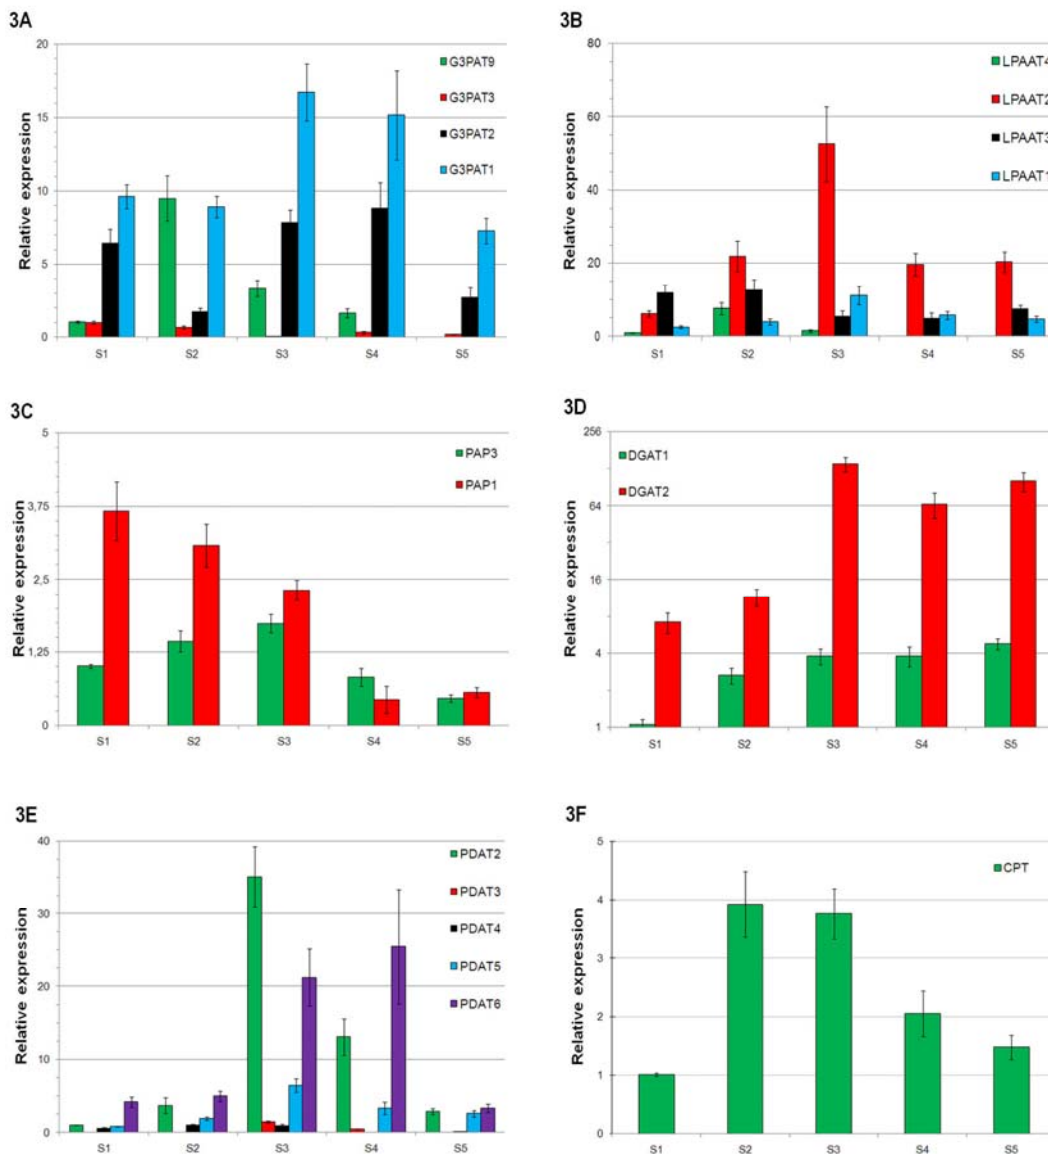 3A
Relative expression
20
15
10
5
0
G3PAT9
G3PAT3
G3PAT2
G3PAT1
S1 S2 S3 S4 S5
3B
Relative expression
80
60
40
20
0
LPAAT4
LPAAT2
LPAAT3
LPAAT1
S1 S2 S3 S4 S5
3C
Relative expression
5
3,75
2,5
1,25
0
PAP3
PAP1
S1 S2 S3 S4 S5
3D
Relative expression
256
64
16
4
1
DGAT1
DGAT2
S1 S2 S3 S4 S5
3E
Relative expression
40
30
20
10
0
PDAT2
PDAT3
PDAT4
PDAT5
PDAT6
S1 S2 S3 S4 S5
3F
Relative expression
5
4
3
2
1
0
CPT
S1 S2 S3 S4 S5